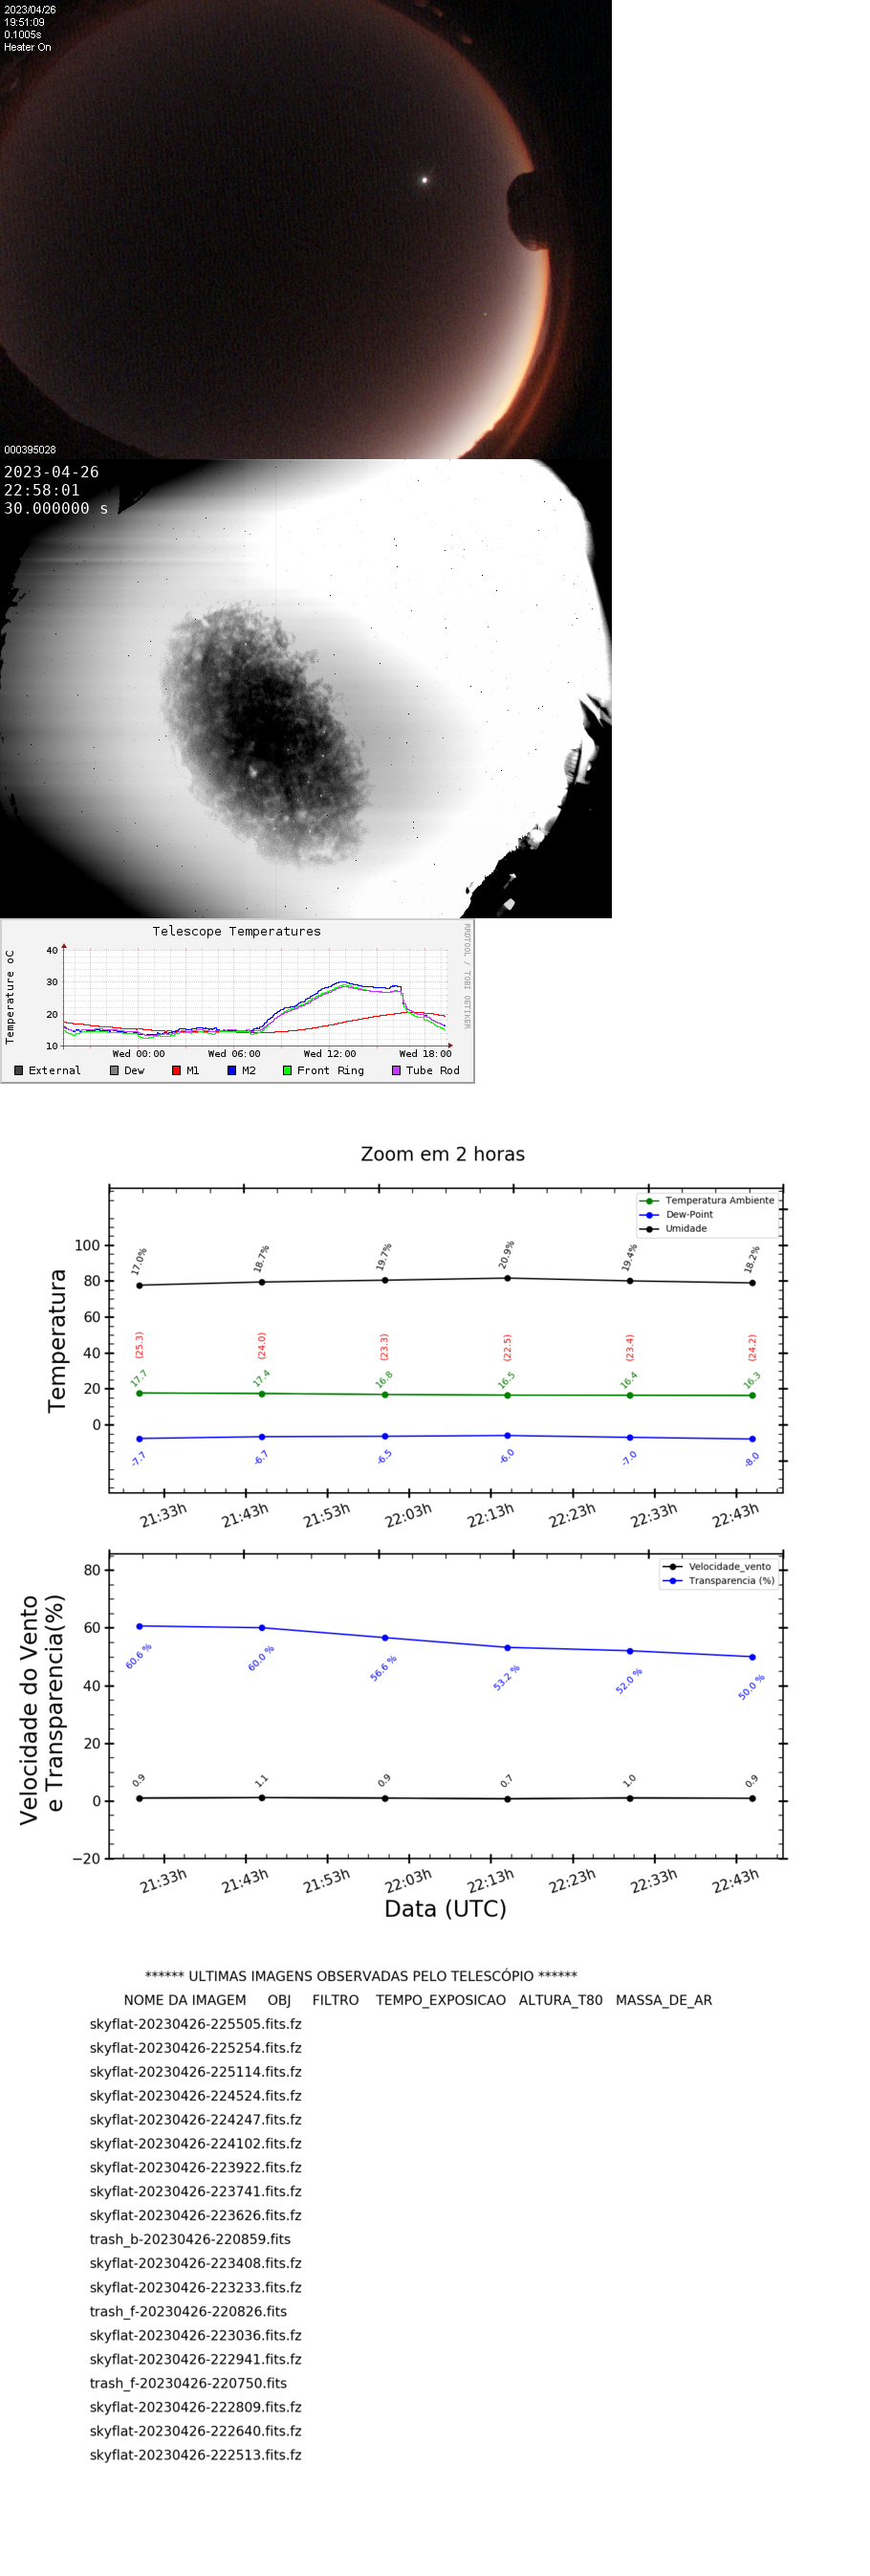 2023/04/26
19:51:09
0.1005s
Heater On
000395028
2023-04-26
22:58:01
30.000000 s
Telescope Temperatures
RRDTOOL / TOBI OETIKER
Temperature oC
40
30
20
10
Wed 00:00 Wed 06:00 Wed 12:00 Wed 18:00
External Dew M1 M2 Front Ring Tube Rod
Zoom em 2 horas
Temperatura Ambiente
Dew-Point
Umidade
Temperatura
100
80
60
40
20
0
17.0% 18.7% 19.7% 20.9% 19.4% 18.2%
(25.3) (24.0) (23.3) (22.5) (23.4) (24.2)
17.7 17.4 16.8 16.5 16.4 16.3
-7.7 -6.7 -6.5 -6.0 -7.0 -8.0
21:33h 21:43h 21:53h 22:03h 22:13h 22:23h 22:33h 22:43h
Velocidade_vento
Transparencia (%)
Velocidade do Vento
e Transparencia(%)
80
60
40
20
0
−20
60.6 % 60.0 % 56.6 % 53.2 % 52.0 % 50.0 %
0.9 1.1 0.9 0.7 1.0 0.9
21:33h 21:43h 21:53h 22:03h 22:13h 22:23h 22:33h 22:43h
Data (UTC)
****** ULTIMAS IMAGENS OBSERVADAS PELO TELESCÓPIO ******
NOME DA IMAGEM OBJ FILTRO TEMPO_EXPOSICAO ALTURA_T80 MASSA_DE_AR
skyflat-20230426-225505.fits.fz
skyflat-20230426-225254.fits.fz
skyflat-20230426-225114.fits.fz
skyflat-20230426-224524.fits.fz
skyflat-20230426-224247.fits.fz
skyflat-20230426-224102.fits.fz
skyflat-20230426-223922.fits.fz
skyflat-20230426-223741.fits.fz
skyflat-20230426-223626.fits.fz
trash_b-20230426-220859.fits
skyflat-20230426-223408.fits.fz
skyflat-20230426-223233.fits.fz
trash_f-20230426-220826.fits
skyflat-20230426-223036.fits.fz
skyflat-20230426-222941.fits.fz
trash_f-20230426-220750.fits
skyflat-20230426-222809.fits.fz
skyflat-20230426-222640.fits.fz
skyflat-20230426-222513.fits.fz